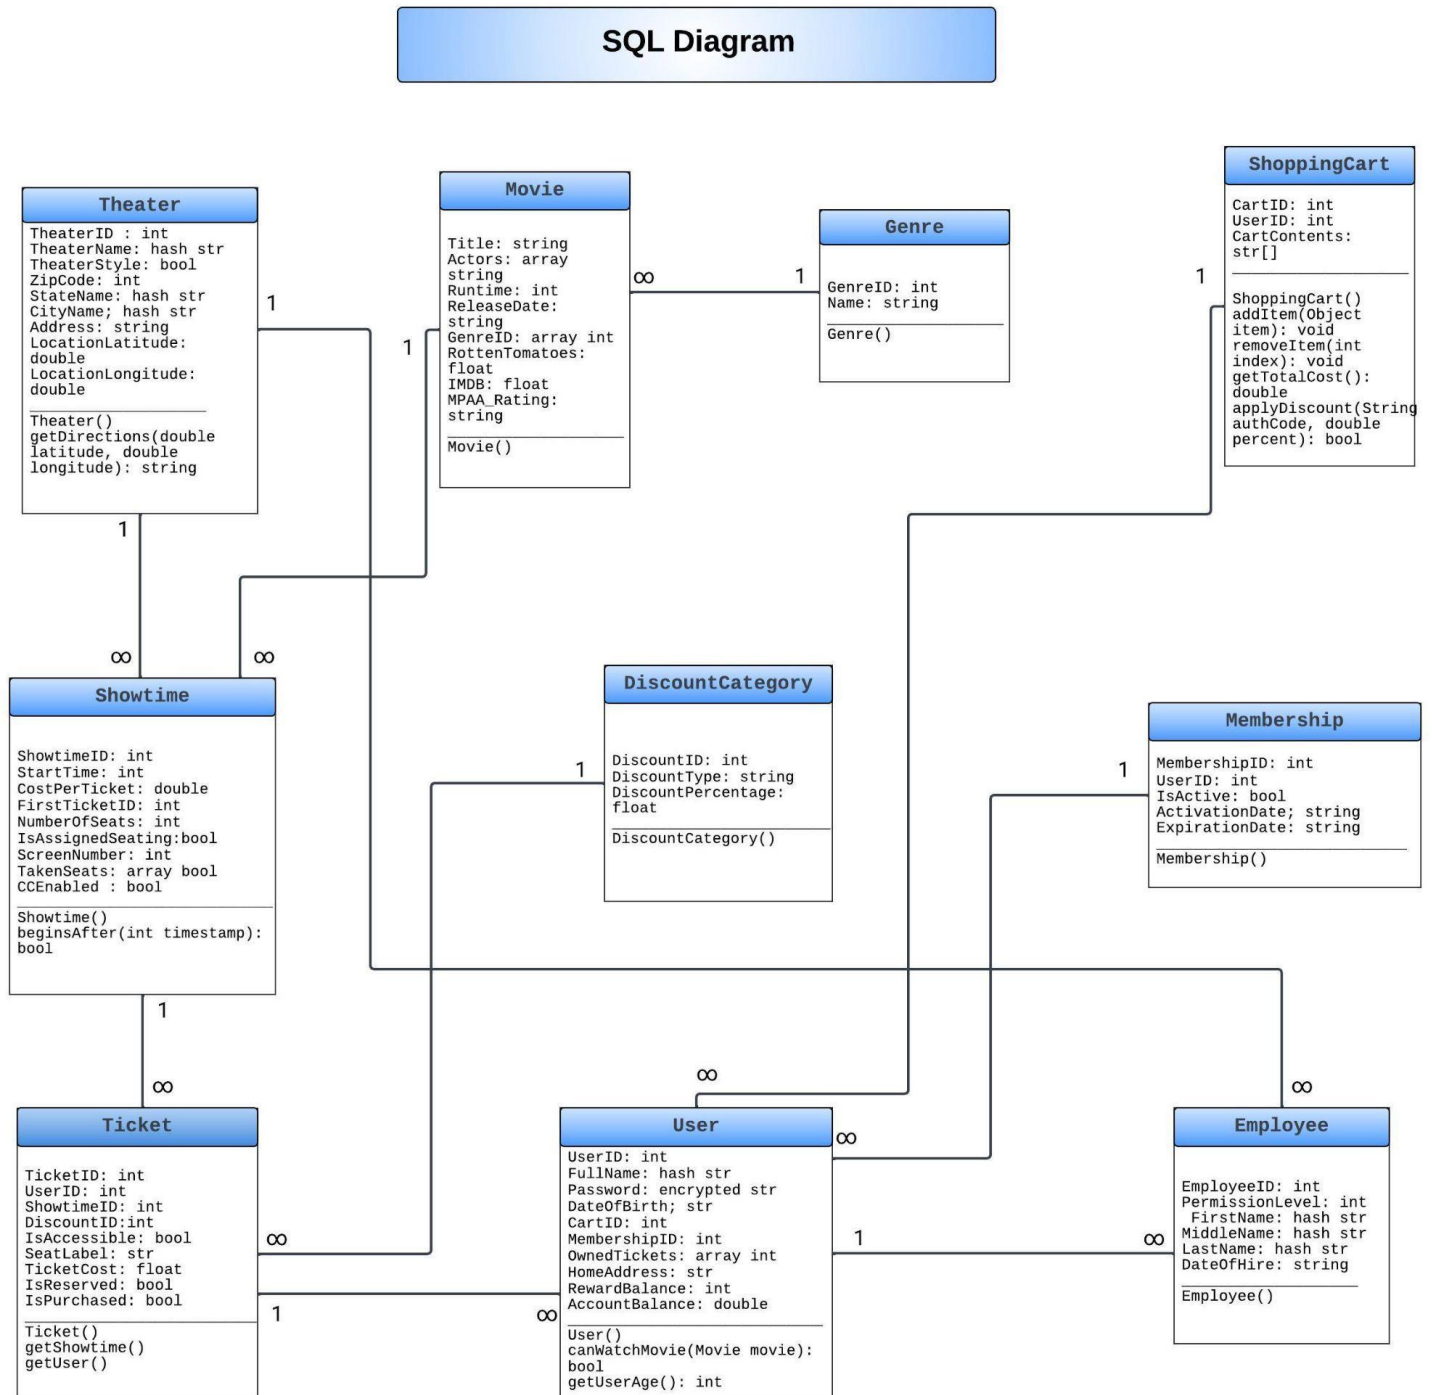 SQL Diagram
Theater
TheaterID : int
TheaterName: hash str
TheaterStyle: bool
ZipCode: int
StateName: hash str
CityName; hash str
Address: string
LocationLatitude:
double
LocationLongitude:
double
Theater()
getDirections(double
latitude, double
longitude): string
1
1
Movie
Title: string
Actors: array
string
Runtime: int
ReleaseDate:
string
GenreID: array int
RottenTomatoes:
float
IMDB: float
MPAA_Rating:
string
Movie()
∞
1
1
Genre
GenreID: int
Name: string
Genre()
ShoppingCart
CartID: int
UserID: int
CartContents:
str[]
ShoppingCart()
addItem(Object
item): void
removeItem(int
index): void
getTotalCost():
double
applyDiscount(String
authCode, double
percent): bool
1
∞
∞
Showtime
ShowtimeID: int
StartTime: int
CostPerTicket: double
FirstTicketID: int
NumberOfSeats: int
IsAssignedSeating:bool
ScreenNumber: int
TakenSeats: array bool
CCEnabled : bool
Showtime()
beginsAfter(int timestamp):
bool
1
∞
DiscountCategory
DiscountID: int
DiscountType: string
DiscountPercentage:
float
DiscountCategory()
1
Membership
MembershipID: int
UserID: int
IsActive: bool
ActivationDate; string
ExpirationDate: string
Membership()
1
Ticket
TicketID: int
UserID: int
ShowtimeID: int
DiscountID:int
IsAccessible: bool
SeatLabel: str
TicketCost: float
IsReserved: bool
IsPurchased: bool
Ticket()
getShowtime()
getUser()
∞
1
∞
∞
∞
User
UserID: int
FullName: hash str
Password: encrypted str
DateOfBirth; str
CartID: int
MembershipID: int
OwnedTickets: array int
HomeAddress: str
RewardBalance: int
AccountBalance: double
User()
canWatchMovie(Movie movie):
bool
getUserAge(): int
1
∞
∞
Employee
EmployeeID: int
PermissionLevel: int
FirstName: hash str
MiddleName: hash str
LastName: hash str
DateOfHire: string
Employee()